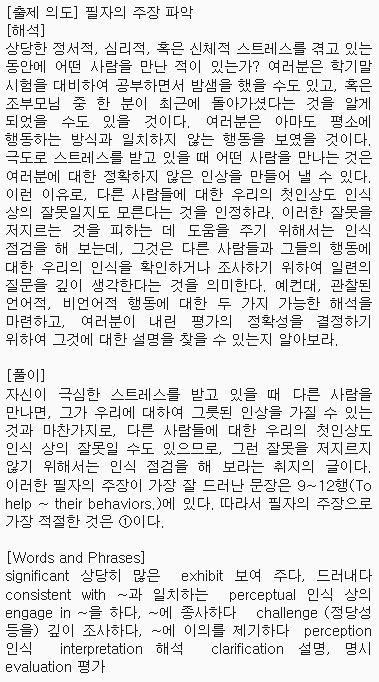 [출제 의도] 필자의 주장 파악
[해석]
상당한 정서적, 심리적, 혹은 신체적 스트레스를 겪고 있는
동안에 어떤 사람을 만난 적이 있는가? 여러분은 학기말
시험을 대비하여 공부하면서 밤샘을 했을 수도 있고, 혹은
조부모님 중 한 분이 최근에 돌아가셨다는 것을 알게
되었을 수도 있을 것이다. 여러분은 아마도 평소에
행동하는 방식과 일치하지 않는 행동을 보였을 것이다.
극도로 스트레스를 받고 있을 때 어떤 사람을 만나는 것은
여러분에 대한 정확하지 않은 인상을 만들어 낼 수 있다.
이런 이유로, 다른 사람들에 대한 우리의 첫인상도 인식
상의 잘못일지도 모른다는 것을 인정하라. 이러한 잘못을
저지르는 것을 피하는 데 도움을 주기 위해서는 인식
점검을 해 보는데, 그것은 다른 사람들과 그들의 행동에
대한 우리의 인식을 확인하거나 조사하기 위하여 일련의
질문을 깊이 생각한다는 것을 의미한다. 예컨대, 관찰된
언어적, 비언어적 행동에 대한 두 가지 가능한 해석을
마련하고, 여러분이 내린 평가의 정확성을 결정하기
위하여 그것에 대한 설명을 찾을 수 있는지 알아보라.
[풀이]
자신이 극심한 스트레스를 받고 있을 때 다른 사람을
만나면, 그가 우리에 대하여 그릇된 인상을 가질 수 있는
것과 마찬가지로, 다른 사람들에 대한 우리의 첫인상도
인식 상의 잘못일 수도 있으므로, 그런 잘못을 저지르지
않기 위해서는 인식 점검을 해 보라는 취지의 글이다.
이러한 필자의 주장이 가장 잘 드러난 문장은 9~12행(To
help ~ their behaviors.)에 있다. 따라서 필자의 주장으로
가장 적절한 것은 ①이다.
[Words and Phrases]
significant 상당히 많은 exhibit 보여 주다, 드러내다
consistent with ~과 일치하는 perceptual 인식 상의
engage in ~을 하다, ~에 종사하다 challenge (정당성
등을) 깊이 조사하다, ~에 이의를 제기하다 perception
인식 interpretation 해석 clarification 설명, 명시
evaluation 평가